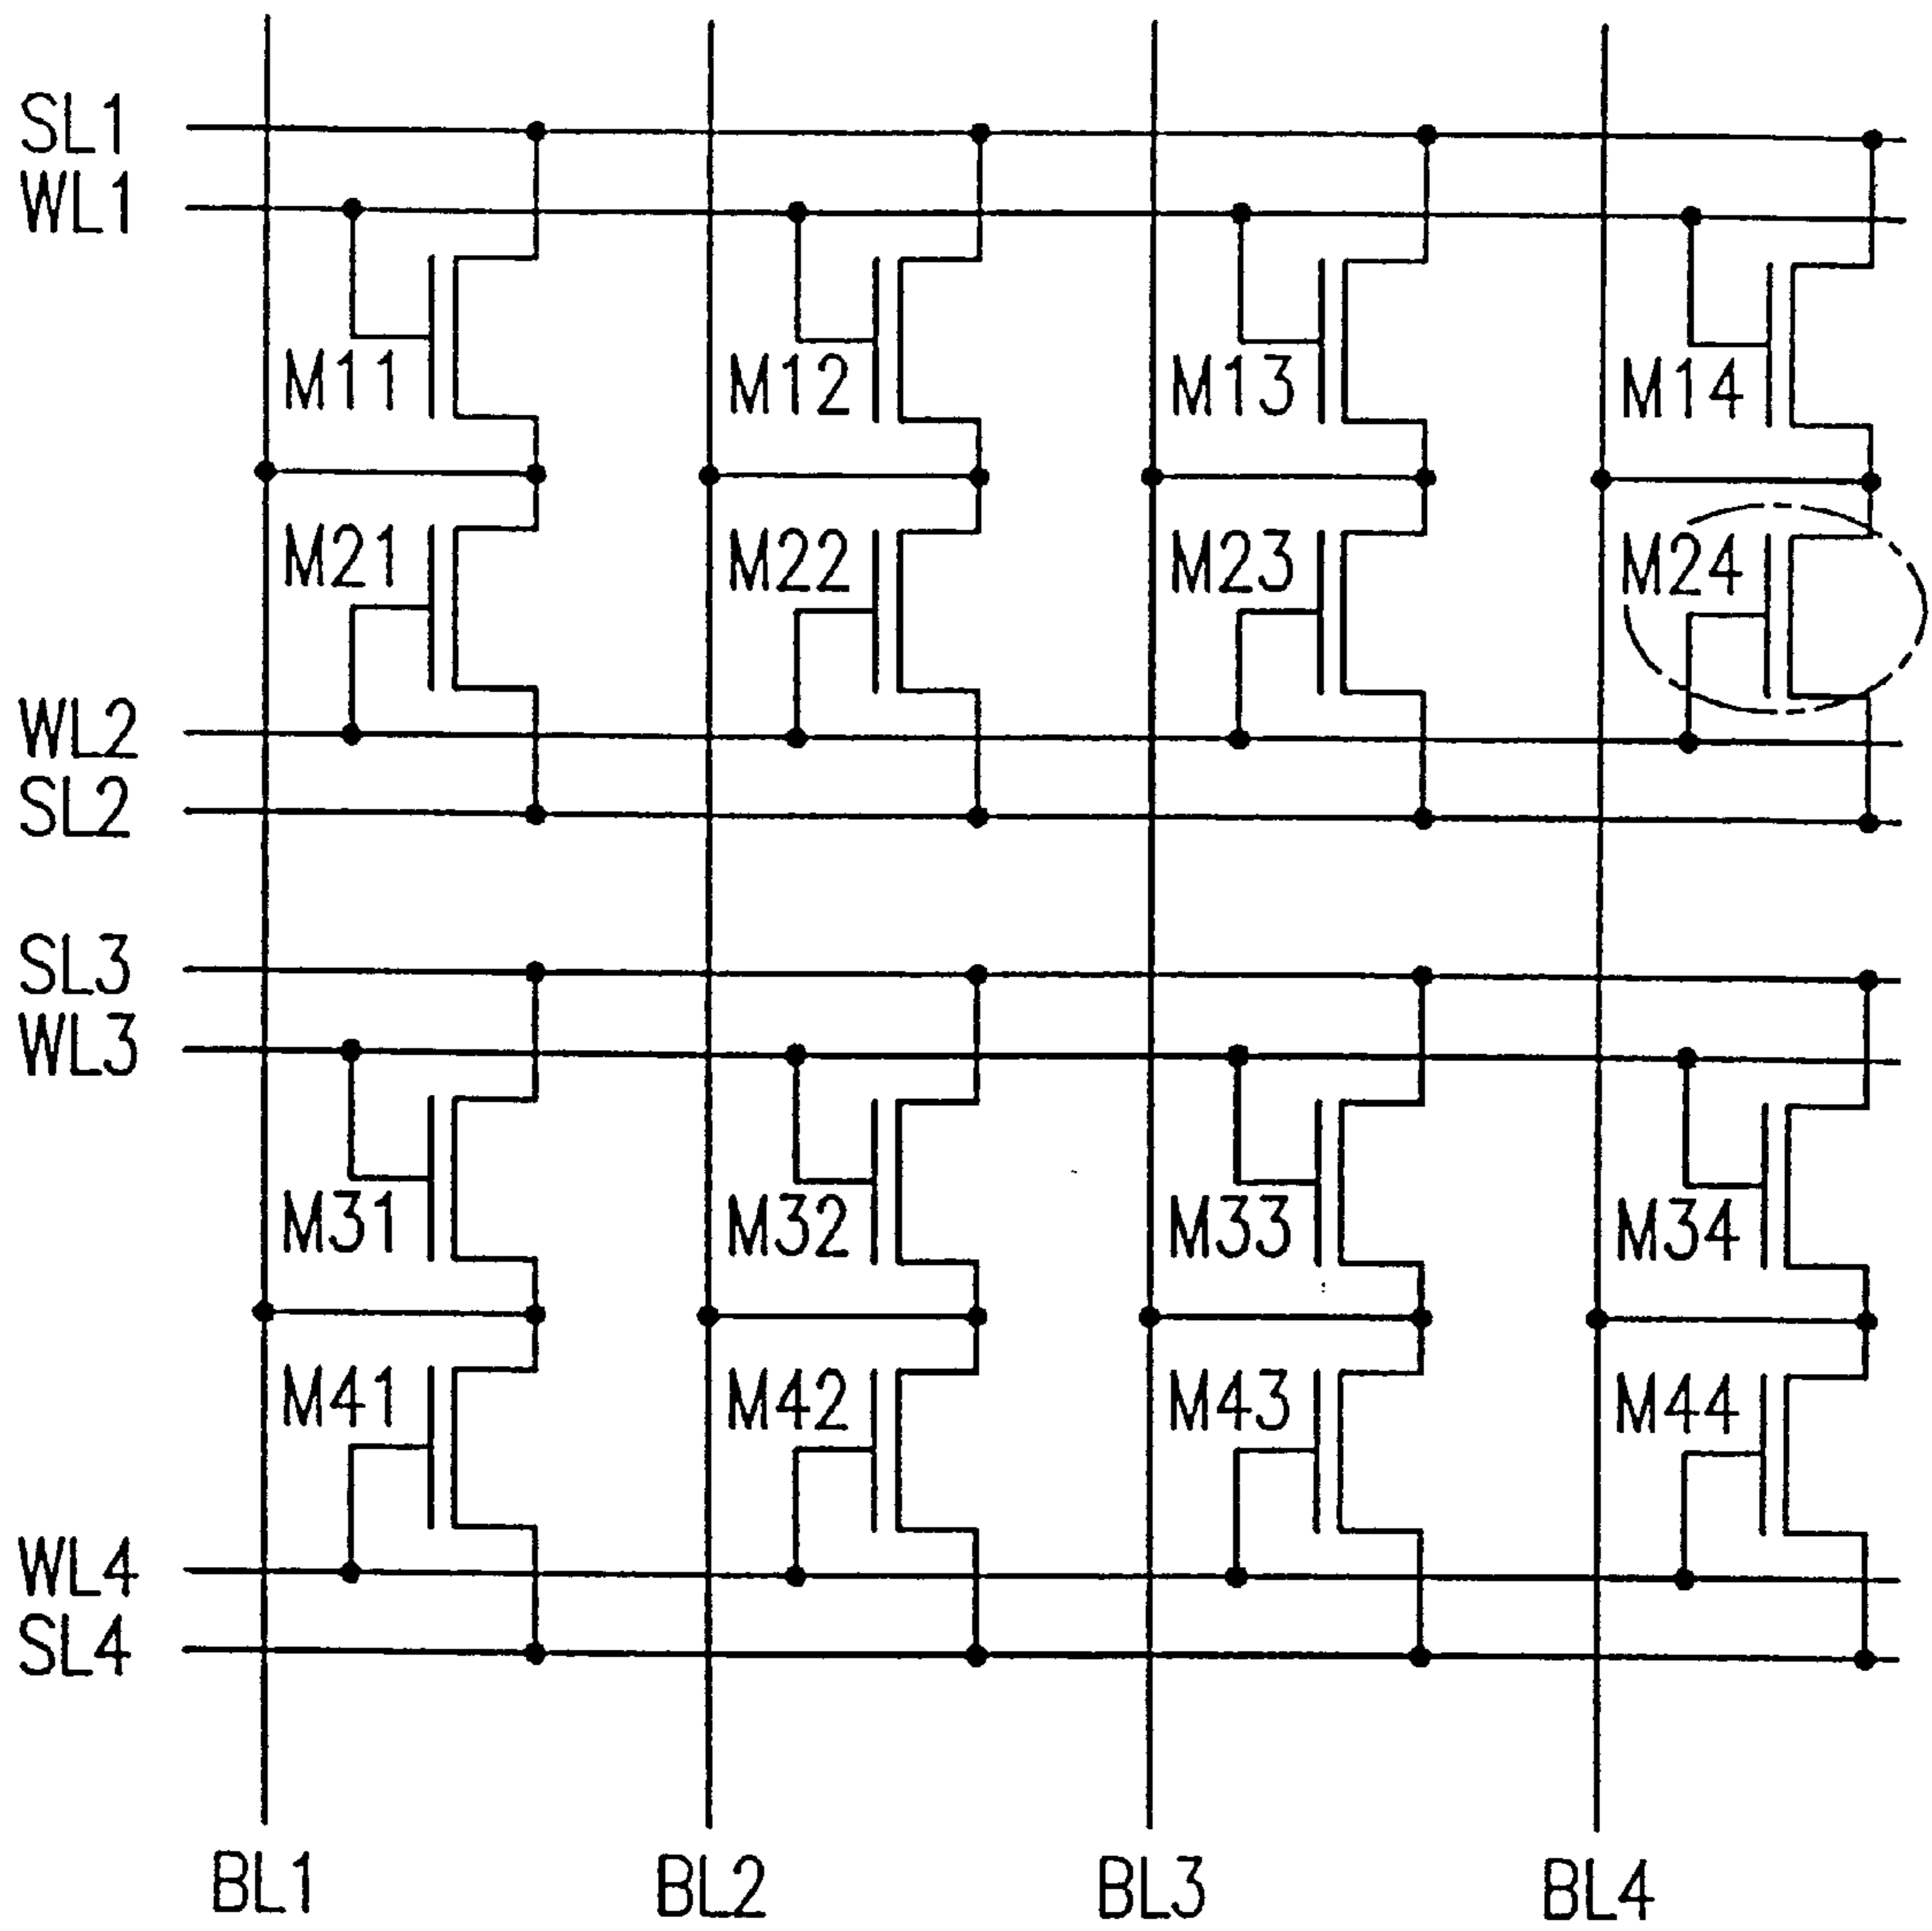 SL1
WL1
M11 M12 M13 M14
M21 M22 M23 M24
WL2
SL2
SL3
WL3
M31 M32 M33 M34
M41 M42 M43 M44
WL4
SL4
BL1 BL2 BL3 BL4